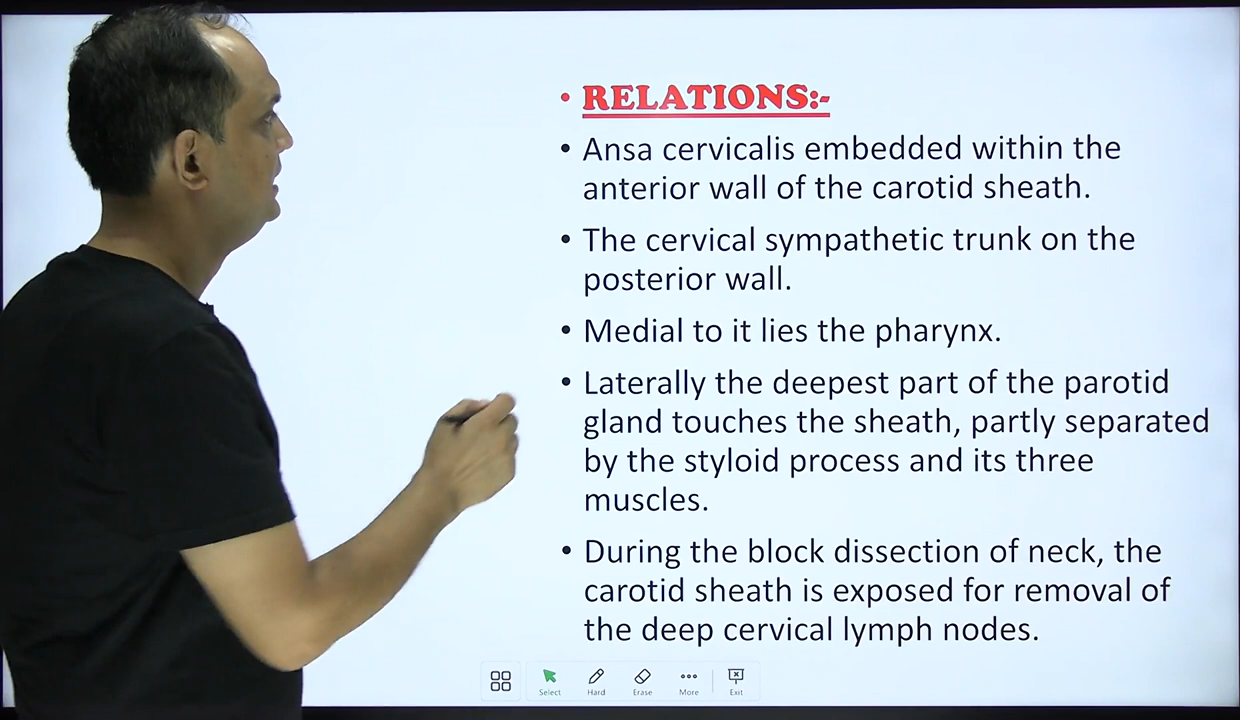 • RELATIONS:-
• Ansa cervicalis embedded within the
anterior wall of the carotid sheath.
• The cervical sympathetic trunk on the
posterior wall.
• Medial to it lies the pharynx.
• Laterally the deepest part of the parotid
gland touches the sheath, partly separated
by the styloid process and its three
muscles.
• During the block dissection of neck, the
carotid sheath is exposed for removal of
the deep cervical lymph nodes.
Select Hard Erase More Exit